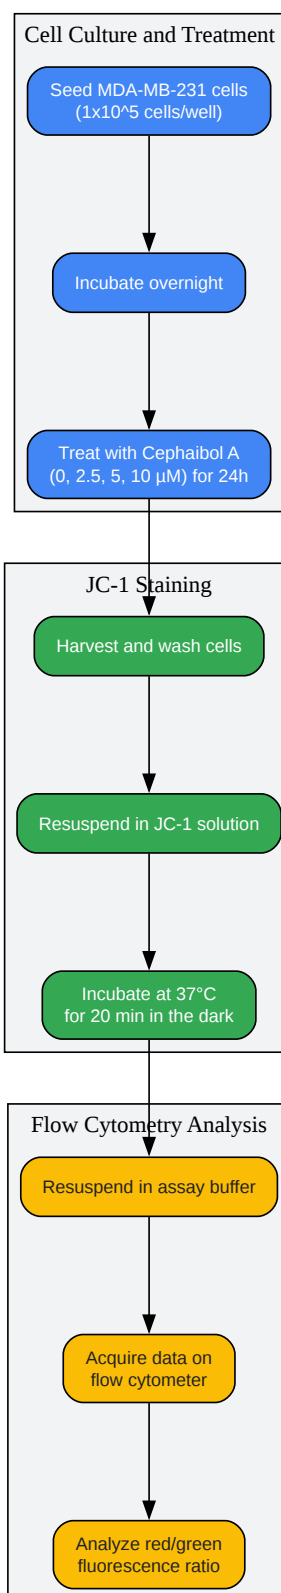 Cell Culture and Treatment
Seed MDA-MB-231 cells
(1x10^5 cells/well)
Incubate overnight
Treat with Cephaibol A
(0, 2.5, 5, 10 µM) for 24h
JC-1 Staining
Harvest and wash cells
Resuspend in JC-1 solution
Incubate at 37°C
for 20 min in the dark
Flow Cytometry Analysis
Resuspend in assay buffer
Acquire data on
flow cytometer
Analyze red/green
fluorescence ratio